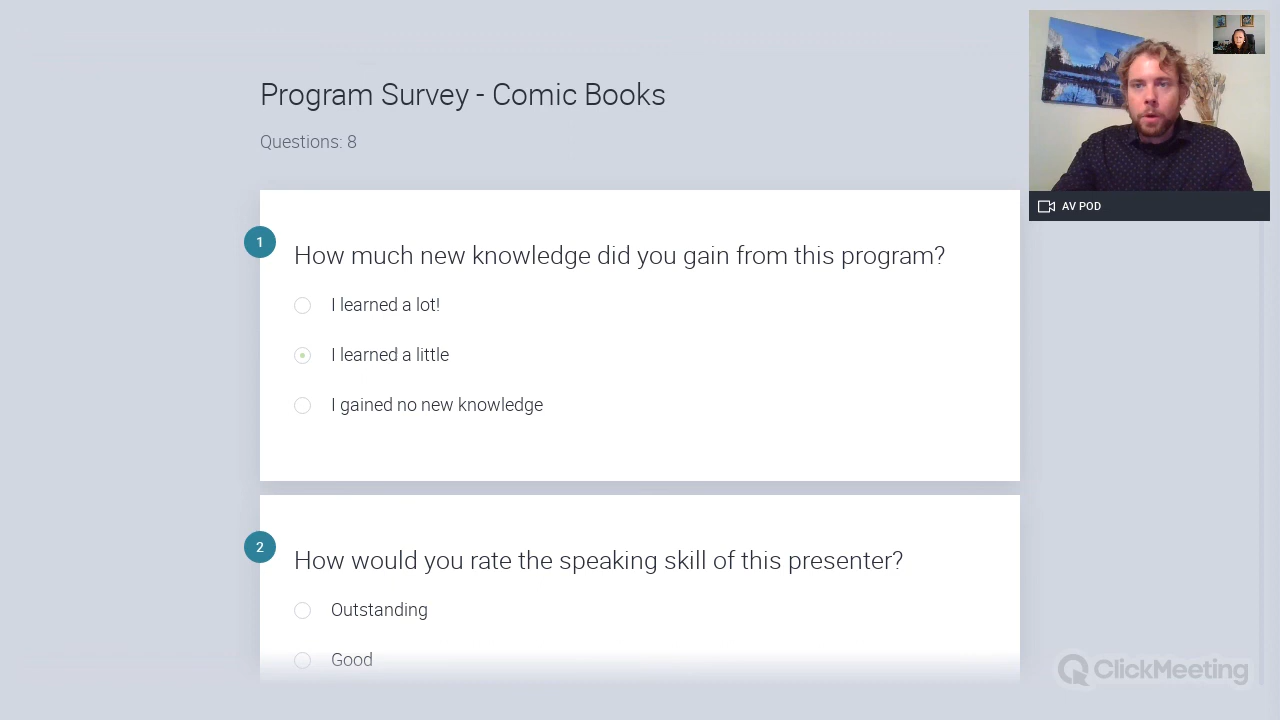 Program Survey - Comic Books
Questions: 8
1
How much new knowledge did you gain from this program?
I learned a lot!
I learned a little
I gained no new knowledge
2
How would you rate the speaking skill of this presenter?
Outstanding
Good
AV POD
ClickMeeting